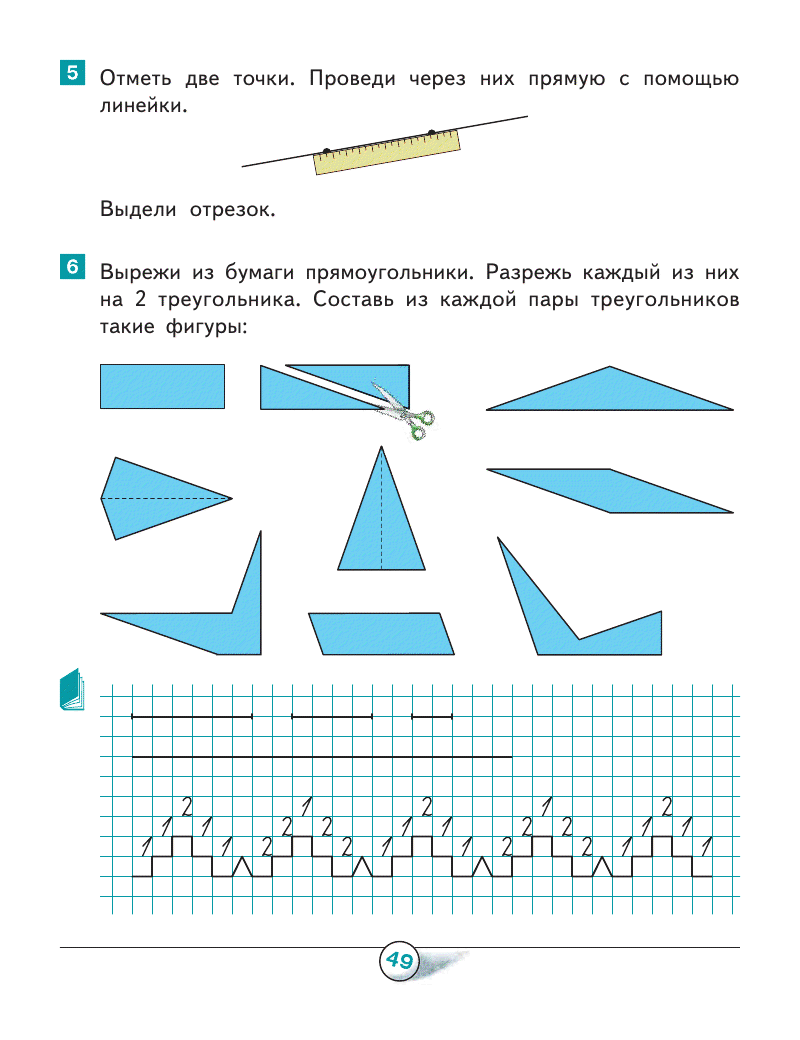 5
Отметь две точки. Проведи через них прямую с помощью
линейки.
Выдели отрезок.
6
Вырежи из бумаги прямоугольники. Разрежь каждый из них
на 2 треугольника. Составь из каждой пары треугольников
такие фигуры:
2 1 2 1 2
1 1 2 2 1 1 2 2 1 1
1 1 2 2 1 1 2 2 1 1
49